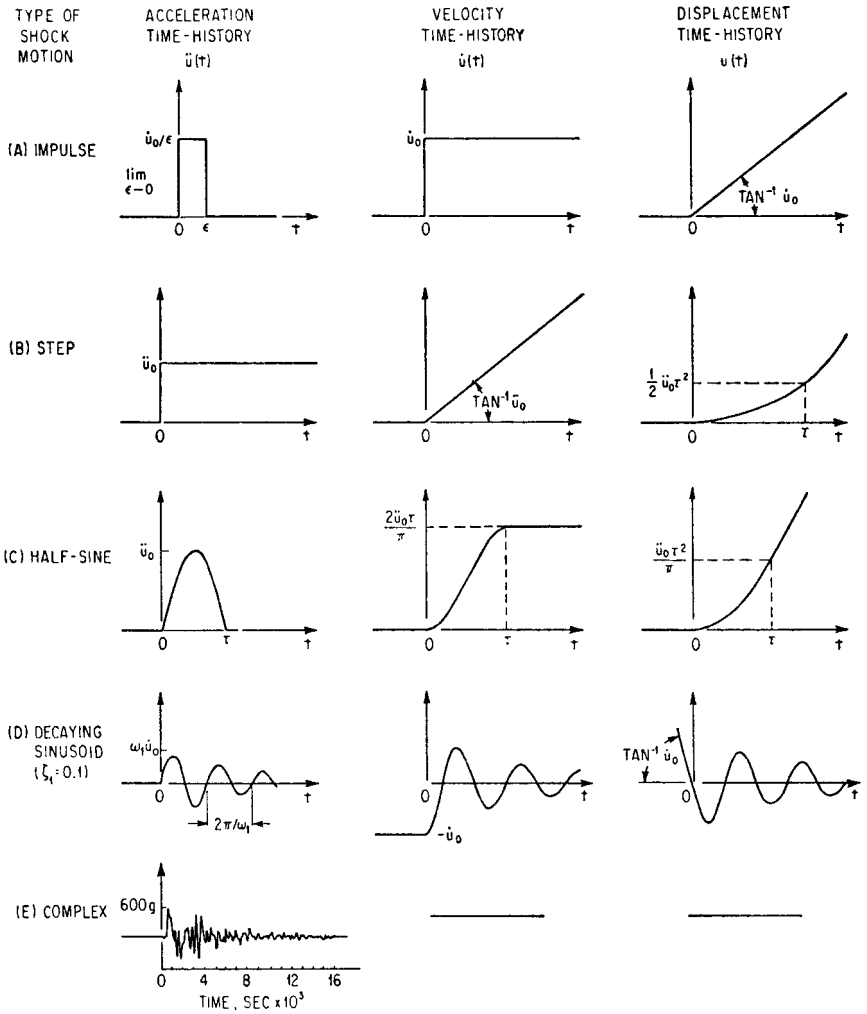 TYPE OF
SHOCK
MOTION
ACCELERATION
TIME-HISTORY
ü(t)
VELOCITY
TIME-HISTORY
u̇(t)
DISPLACEMENT
TIME-HISTORY
u(t)
(A) IMPULSE
u̇₀/ϵ
lim
ϵ→0
0
ϵ
t
u̇₀
0
t
TAN⁻¹ u̇₀
0
t
(B) STEP
ü₀
0
t
TAN⁻¹ ü₀
0
t
1/2 ü₀τ²
0
τ
t
(C) HALF-SINE
ü₀
0
τ
t
2ü₀τ/π
0
τ
t
ü₀τ²/π
0
τ
t
(D) DECAYING
SINUSOID
(ζ₁=0.1)
ω₁u̇₀
0
t
2π/ω₁
0
t
-u̇₀
TAN⁻¹ u̇₀
0
t
(E) COMPLEX
600g
0 4 8 12 16
TIME, SEC ×10³